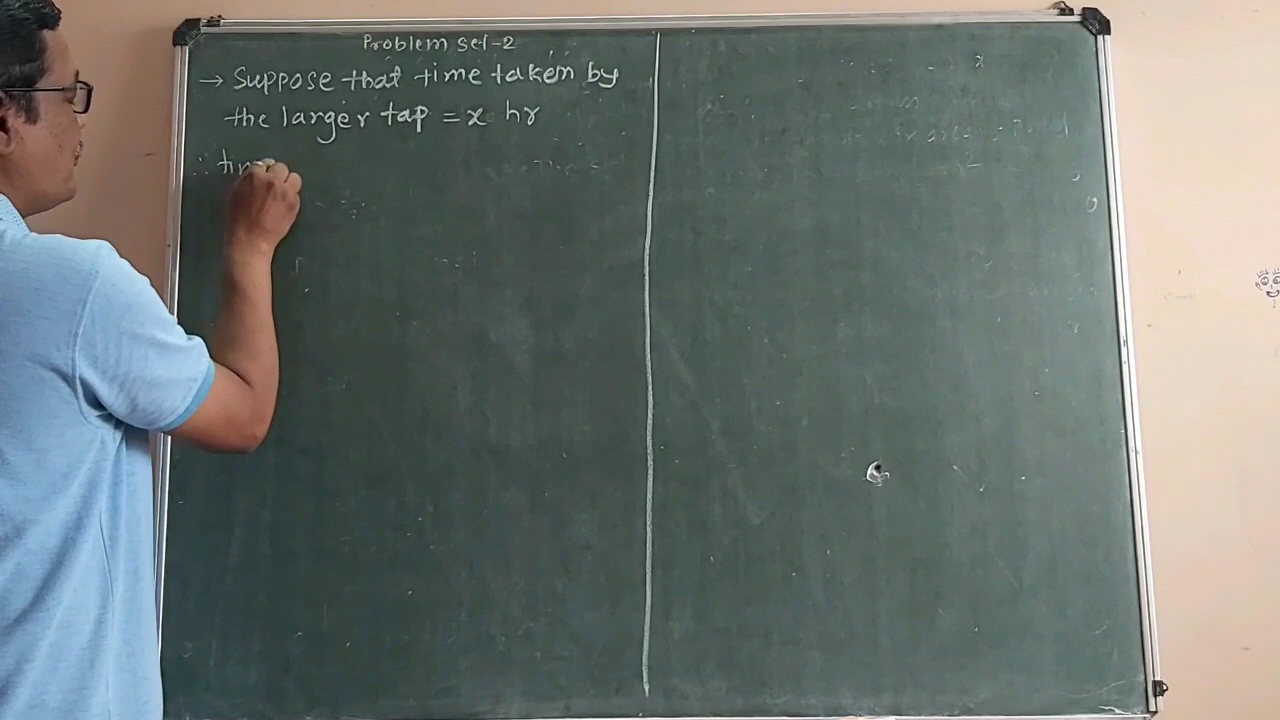 Problem set-2
→ Suppose that time taken by
the larger tap = x hr
∴